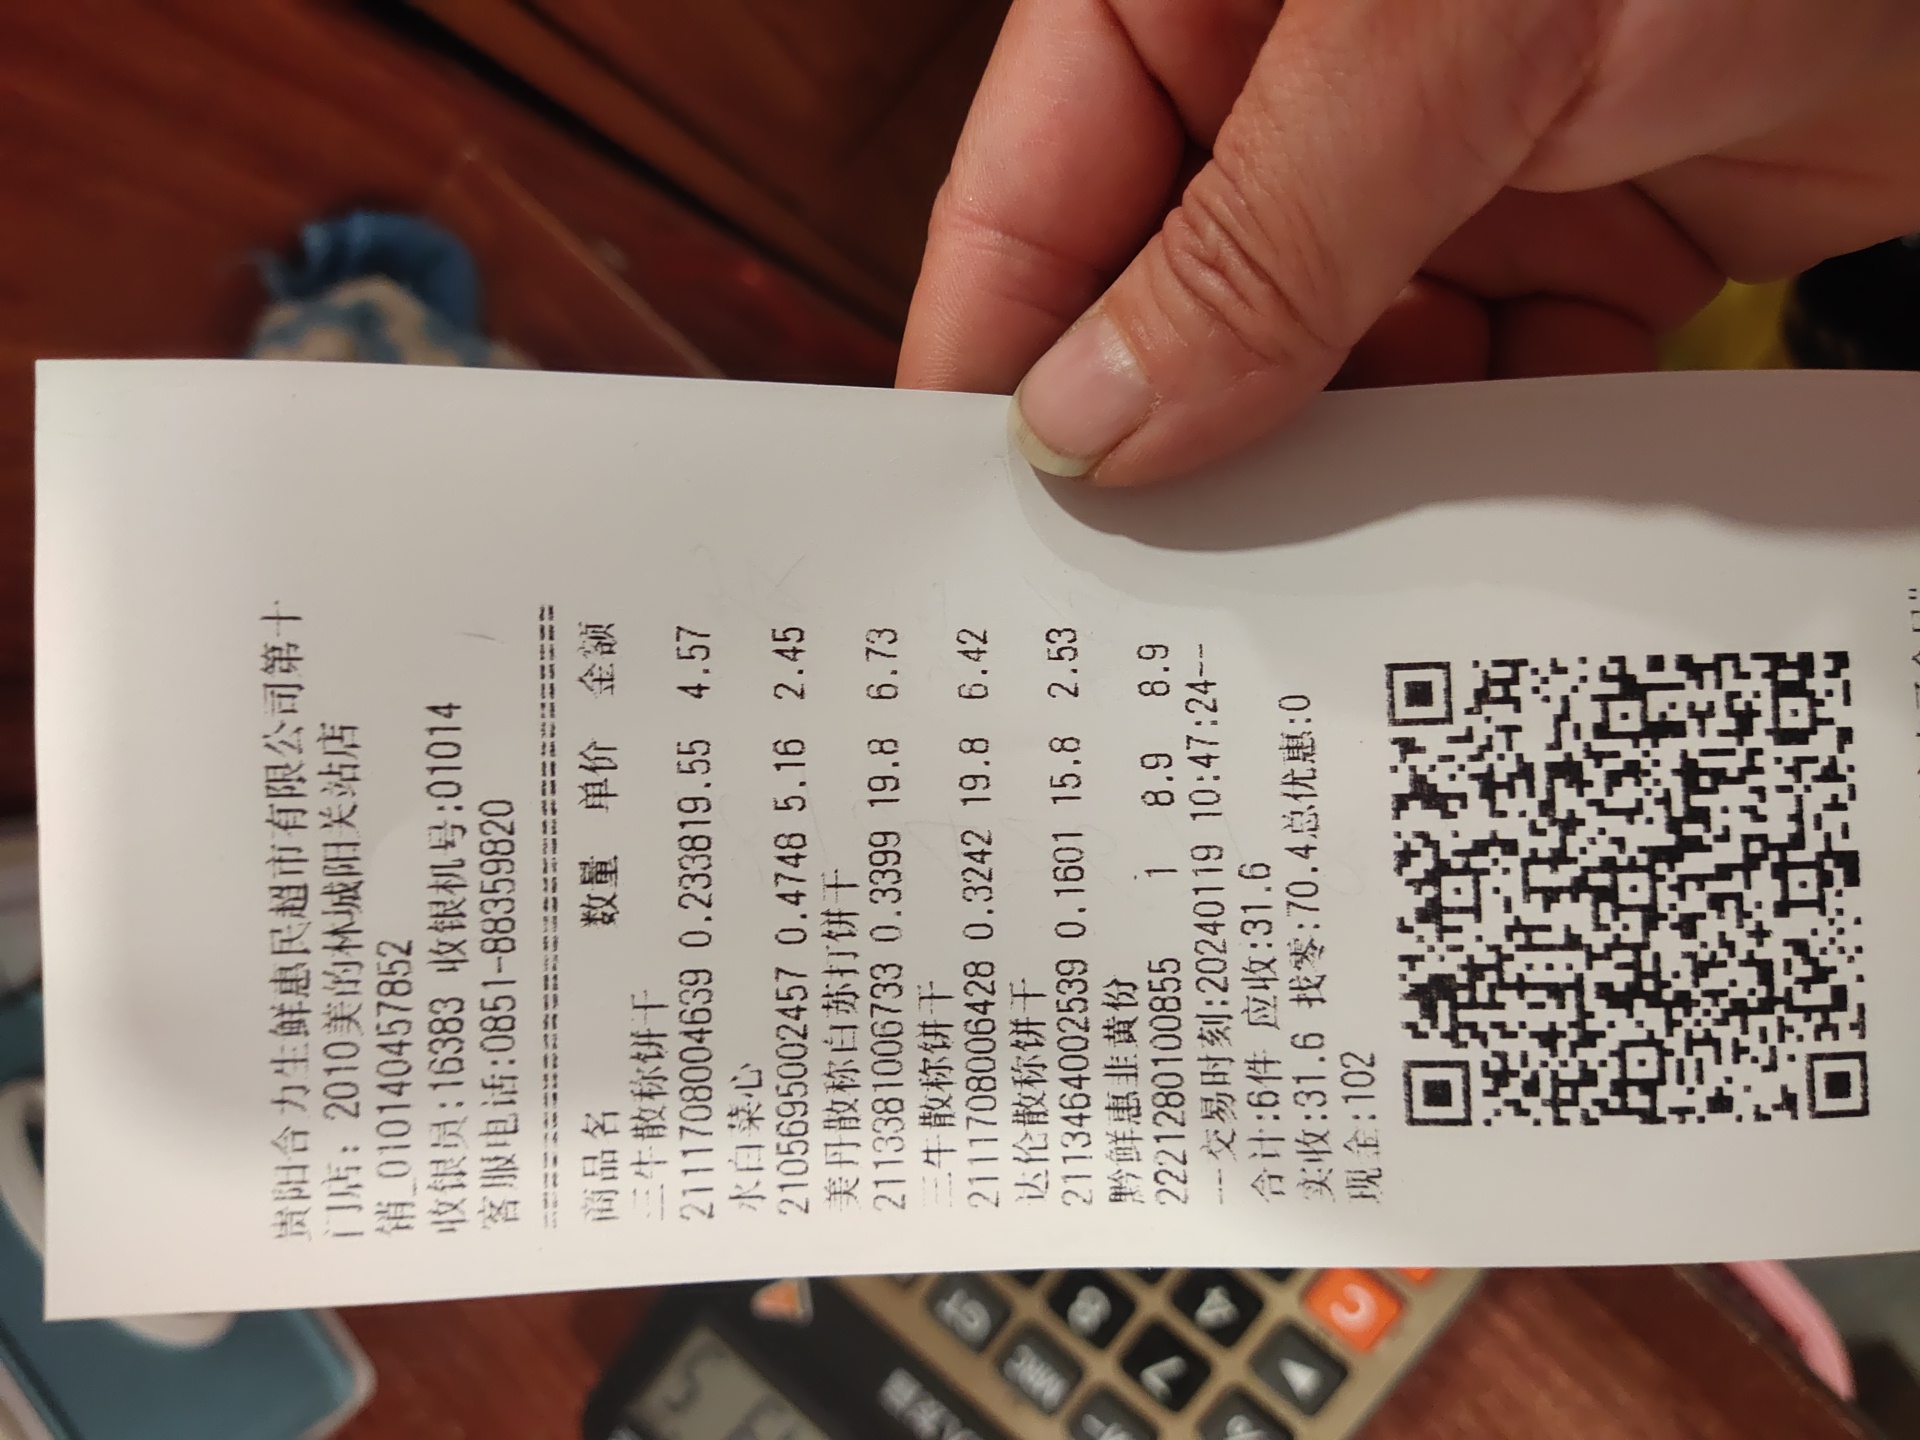 贵阳合力生鲜惠民超市有限公司第十
门店: 2010美的林城阳关站店
销_010140457852
收银员:16383 收银机号:01014
客服电话:0851-88359820
商品名 数量 单价 金额
三牛散称饼干
2111708004639 0.233819.55 4.57
水白菜心
2105695002457 0.4748 5.16 2.45
美丹散称白苏打饼干
2113381006733 0.3399 19.8 6.73
三牛散称饼干
2111708006428 0.3242 19.8 6.42
达伦散称饼干
2113464002539 0.1601 15.8 2.53
黔鲜惠韭黄份
2221280100855 1 8.9 8.9
--交易时刻:20240119 10:47:24--
合计:6件 应收:31.6
实收:31.6 找零:70.4总优惠:0
现金:102
GT
MRC
8
7
C